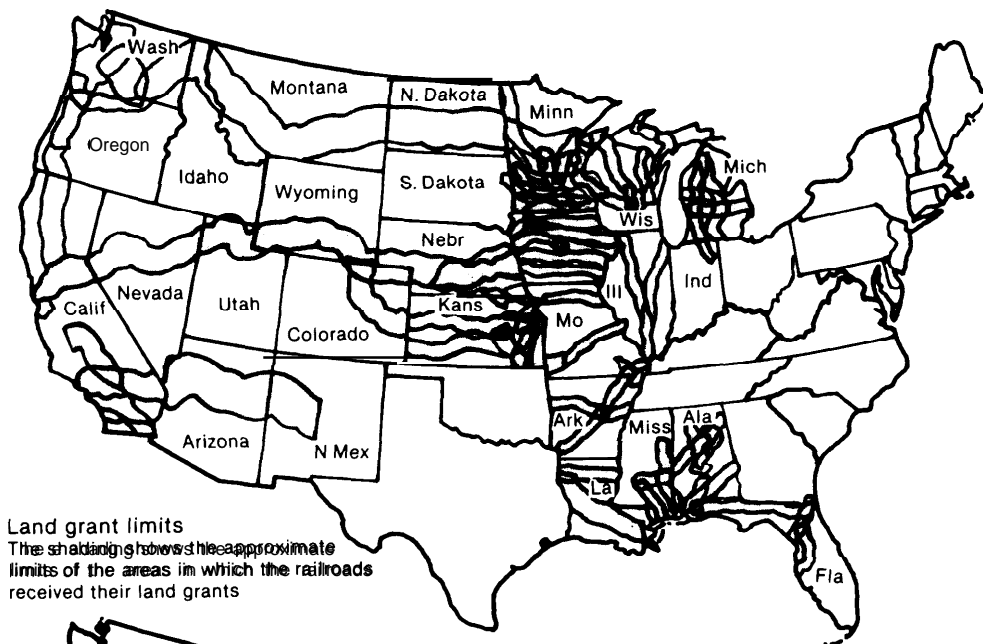 Wash
Montana
N. Dakota
Minn
Oregon
Idaho
Wyoming
S. Dakota
Mich
Wis
Nebr
Nevada
Utah
Calif
Colorado
Kans
Mo
Ill
Ind
Arizona
N Mex
Ark
Miss
Ala
La
Fla
Land grant limits
The shading shows the approximate
limits of the areas in which the railroads
received their land grants